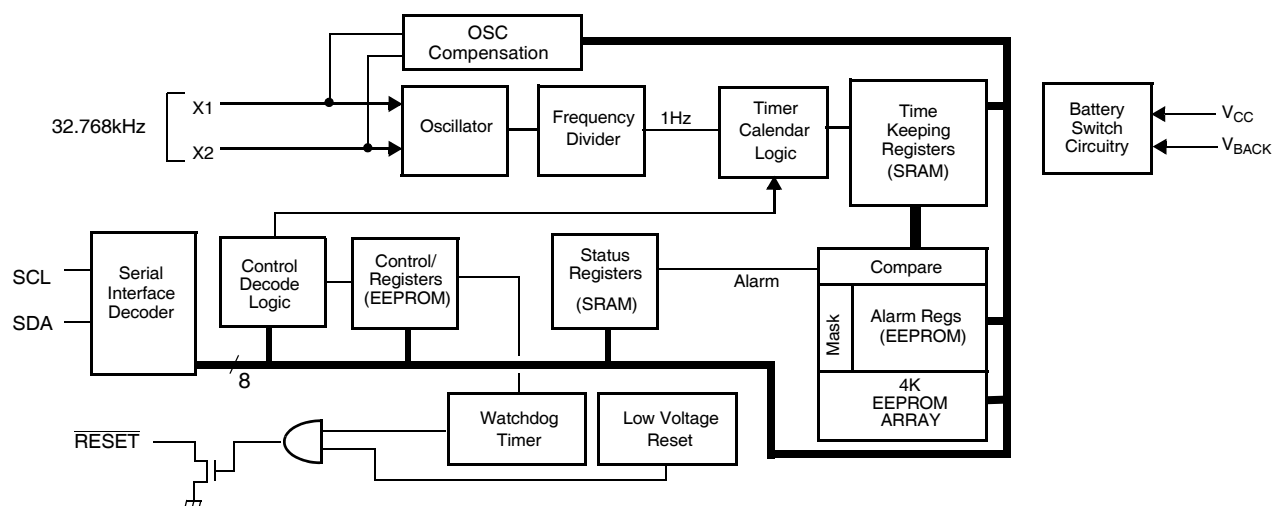 OSC
Compensation
32.768kHz
X1
X2
Oscillator
Frequency
Divider
1Hz
Timer
Calendar
Logic
Time
Keeping
Registers
(SRAM)
Battery
Switch
Circuitry
VCC
VBACK
SCL
SDA
Serial
Interface
Decoder
Control
Decode
Logic
Control/
Registers
(EEPROM)
Status
Registers
(SRAM)
Alarm
Compare
Mask
Alarm Regs
(EEPROM)
4K
EEPROM
ARRAY
8
Watchdog
Timer
Low Voltage
Reset
RESET